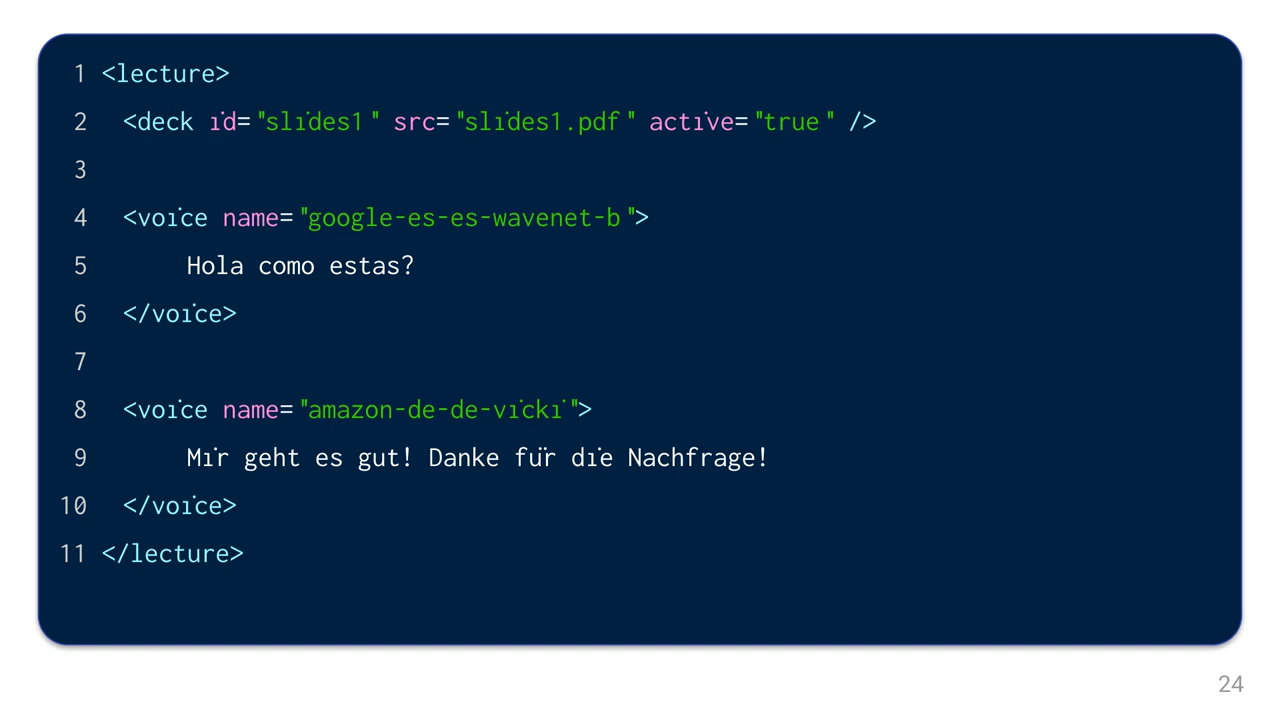 1 <lecture>
2 <deck id="slides1" src="slides1.pdf" active="true" />
3
4 <voice name="google-es-es-wavenet-b">
5 Hola como estas?
6 </voice>
7
8 <voice name="amazon-de-de-vicki">
9 Mir geht es gut! Danke für die Nachfrage!
10 </voice>
11 </lecture>
24